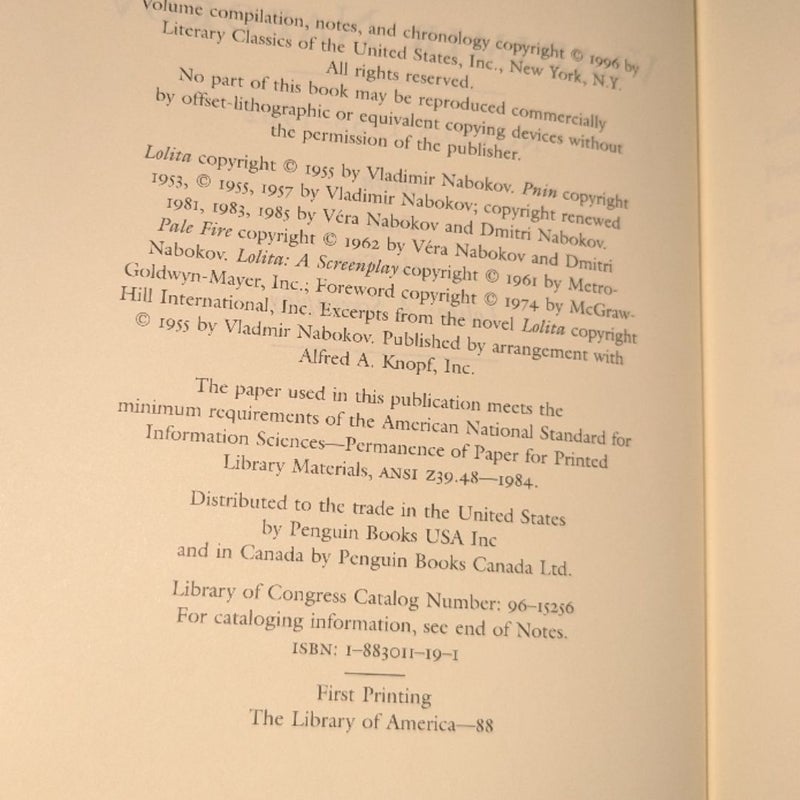 Volume compilation, notes, and chronology copyright © 1996 by
Literary Classics of the United States, Inc., New York, N.Y.
All rights reserved.
No part of this book may be reproduced commercially
by offset-lithographic or equivalent copying devices without
the permission of the publisher.
Lolita copyright © 1955 by Vladimir Nabokov. Pnin copyright
1953, © 1955, 1957 by Vladimir Nabokov; copyright renewed
1981, 1983, 1985 by Véra Nabokov and Dmitri Nabokov.
Pale Fire copyright © 1962 by Véra Nabokov and Dmitri
Nabokov. Lolita: A Screenplay copyright © 1961 by Metro-
Goldwyn-Mayer, Inc.; Foreword copyright © 1974 by McGraw-
Hill International, Inc. Excerpts from the novel Lolita copyright
© 1955 by Vladmir Nabokov. Published by arrangement with
Alfred A. Knopf, Inc.
The paper used in this publication meets the
minimum requirements of the American National Standard for
Information Sciences—Permanence of Paper for Printed
Library Materials, ANSI Z39.48—1984.
Distributed to the trade in the United States
by Penguin Books USA Inc
and in Canada by Penguin Books Canada Ltd.
Library of Congress Catalog Number: 96-15256
For cataloging information, see end of Notes.
ISBN: 1-883011-19-1
First Printing
The Library of America—88